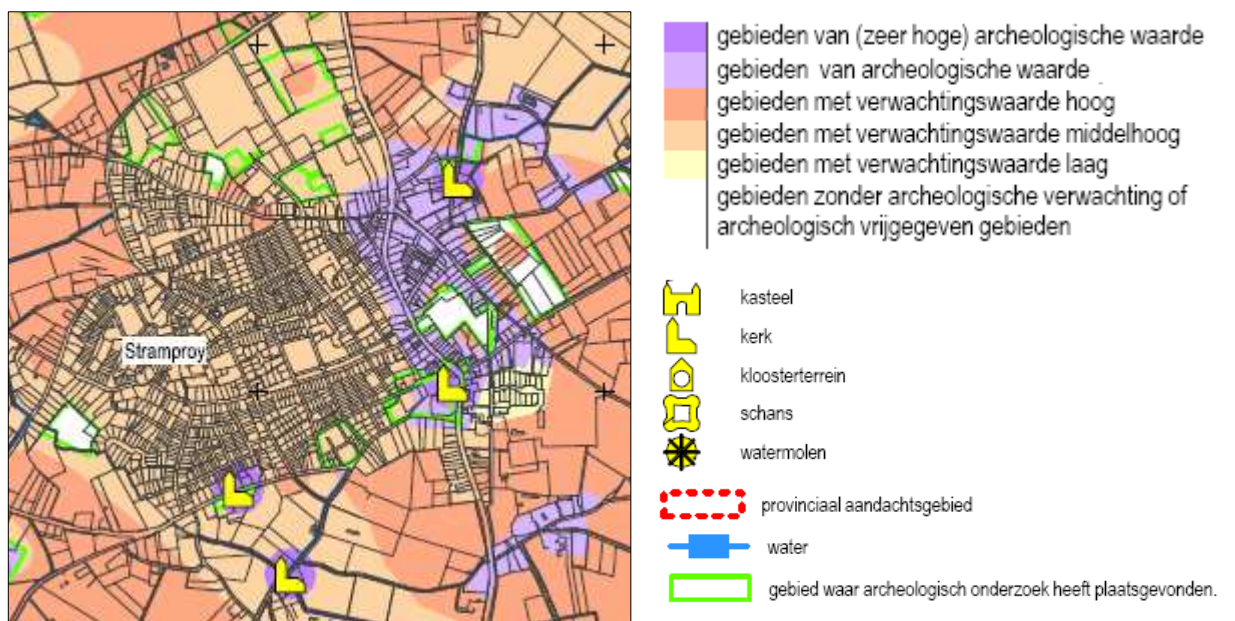 Stramproy
gebieden van (zeer hoge) archeologische waarde
gebieden van archeologische waarde
gebieden met verwachtingswaarde hoog
gebieden met verwachtingswaarde middelhoog
gebieden met verwachtingswaarde laag
gebieden zonder archeologische verwachting of
archeologisch vrijgegeven gebieden
kasteel
kerk
kloosterterrein
schans
watermolen
provinciaal aandachtsgebied
water
gebied waar archeologisch onderzoek heeft plaatsgevonden.